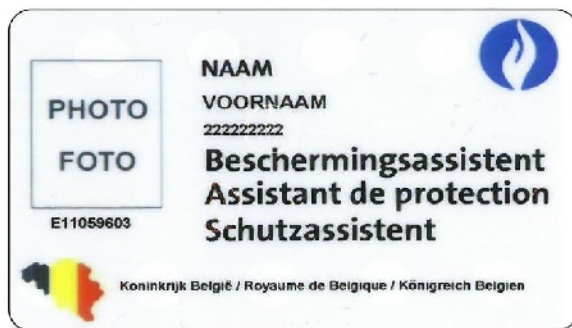 PHOTO
FOTO
E11059603
NAAM
VOORNAAM
222222222
Beschermingsassistent
Assistant de protection
Schutzassistent
Koninkrijk België / Royaume de Belgique / Königreich Belgien